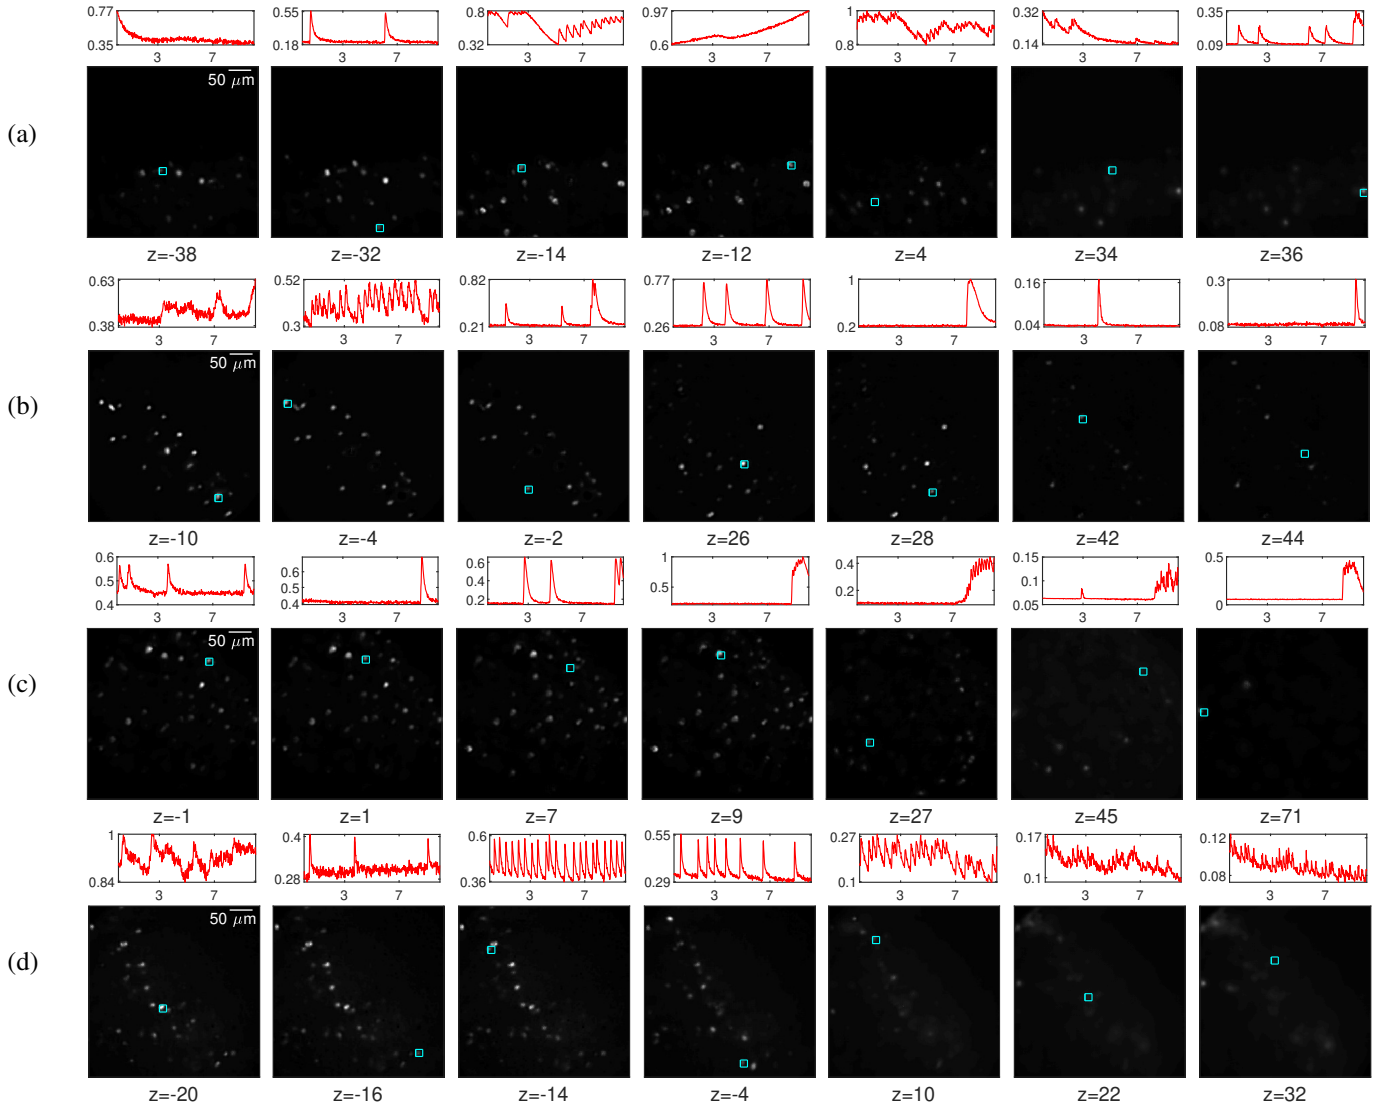 0.77 0.55 0.8 0.97 1 0.32 0.35
0.35 0.18 0.32 0.6 0.8 0.14 0.09
3 7 3 7 3 7 3 7 3 7 3 7 3 7
50 μm
(a)
z=-38 z=-32 z=-14 z=-12 z=4 z=34 z=36
0.63 0.52 0.82 0.77 1 0.16 0.3
0.38 0.3 0.21 0.26 0.2 0.04 0.08
3 7 3 7 3 7 3 7 3 7 3 7 3 7
50 μm
(b)
z=-10 z=-4 z=-2 z=26 z=28 z=42 z=44
0.6 0.6 0.6 1 0.4 0.15 0.5
0.5 0.5 0.4 0.5 0.2 0.1
0.4 0.4 0.2 0.05 0
3 7 3 7 3 7 3 7 3 7 3 7 3 7
50 μm
(c)
z=-1 z=1 z=7 z=9 z=27 z=45 z=71
1 0.4 0.6 0.55 0.27 0.17 0.12
0.84 0.28 0.36 0.29 0.1 0.1 0.08
3 7 3 7 3 7 3 7 3 7 3 7 3 7
50 μm
(d)
z=-20 z=-16 z=-14 z=-4 z=10 z=22 z=32